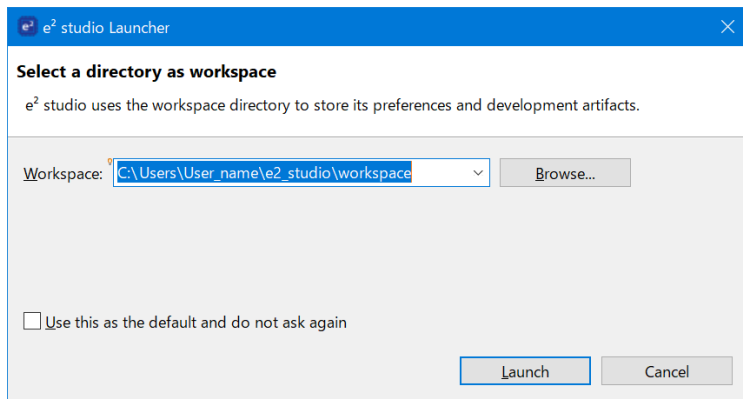 e² e² studio Launcher
Select a directory as workspace
e² studio uses the workspace directory to store its preferences and development artifacts.
Workspace: C:\Users\User_name\e2_studio\workspace Browse...
Use this as the default and do not ask again
Launch Cancel